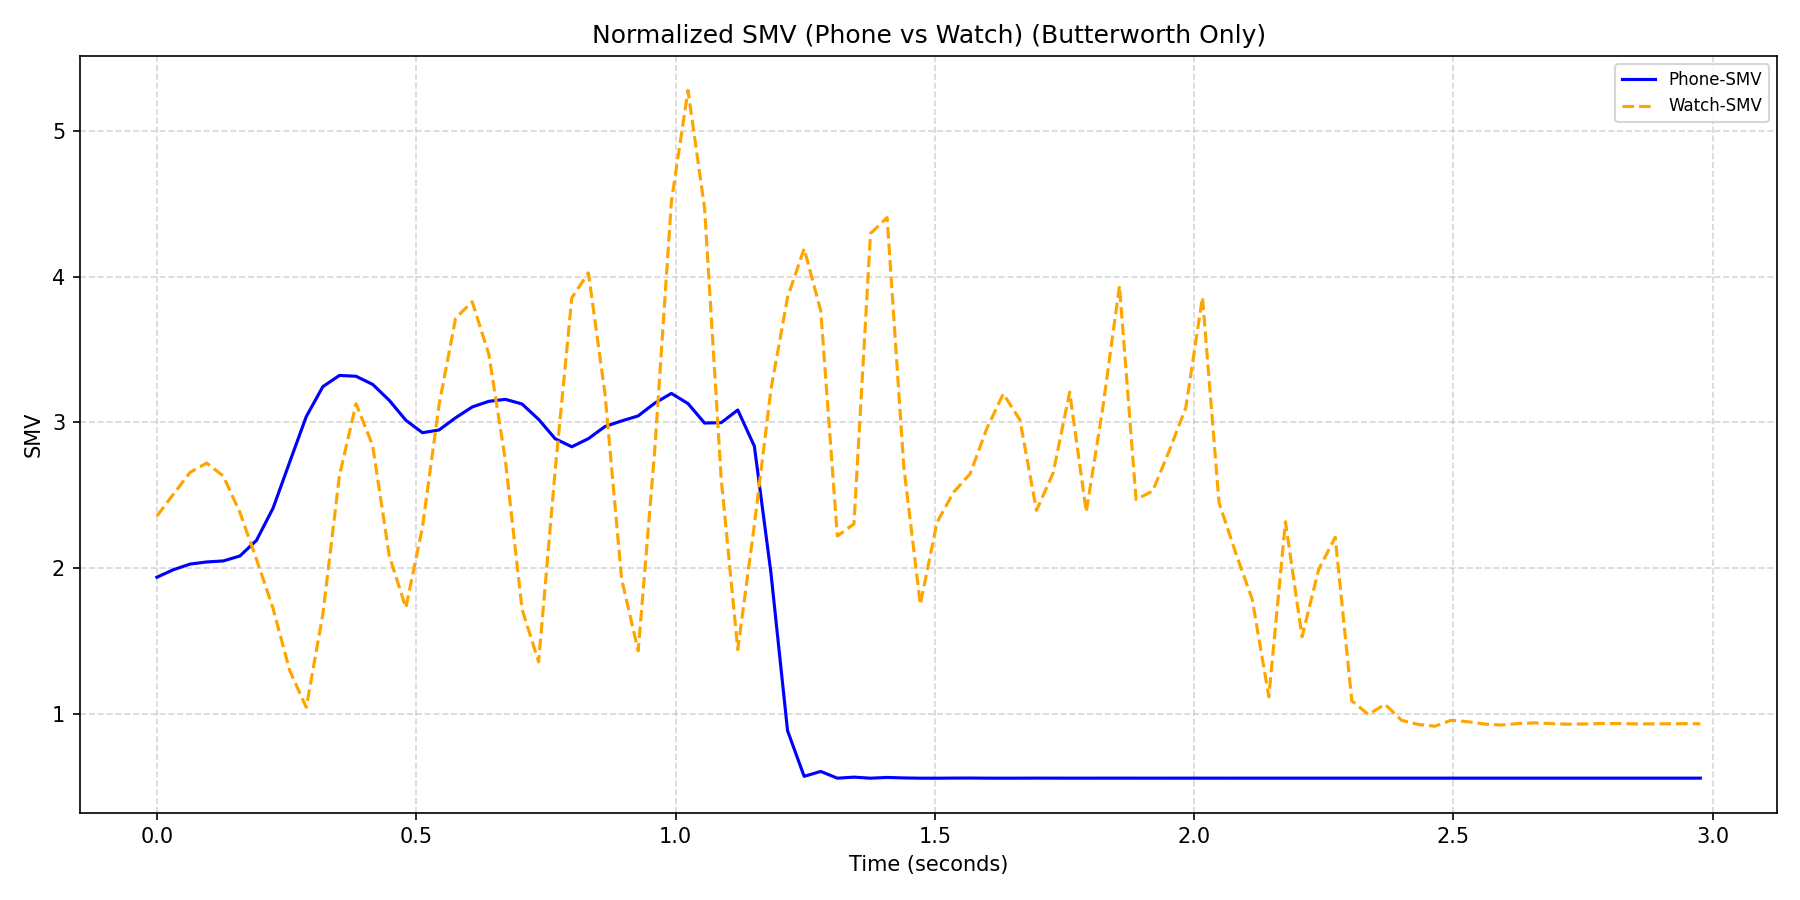 Normalized SMV (Phone vs Watch) (Butterworth Only)
Phone-SMV
Watch-SMV
5
4
3
2
1
SMV
0.0 0.5 1.0 1.5 2.0 2.5 3.0
Time (seconds)